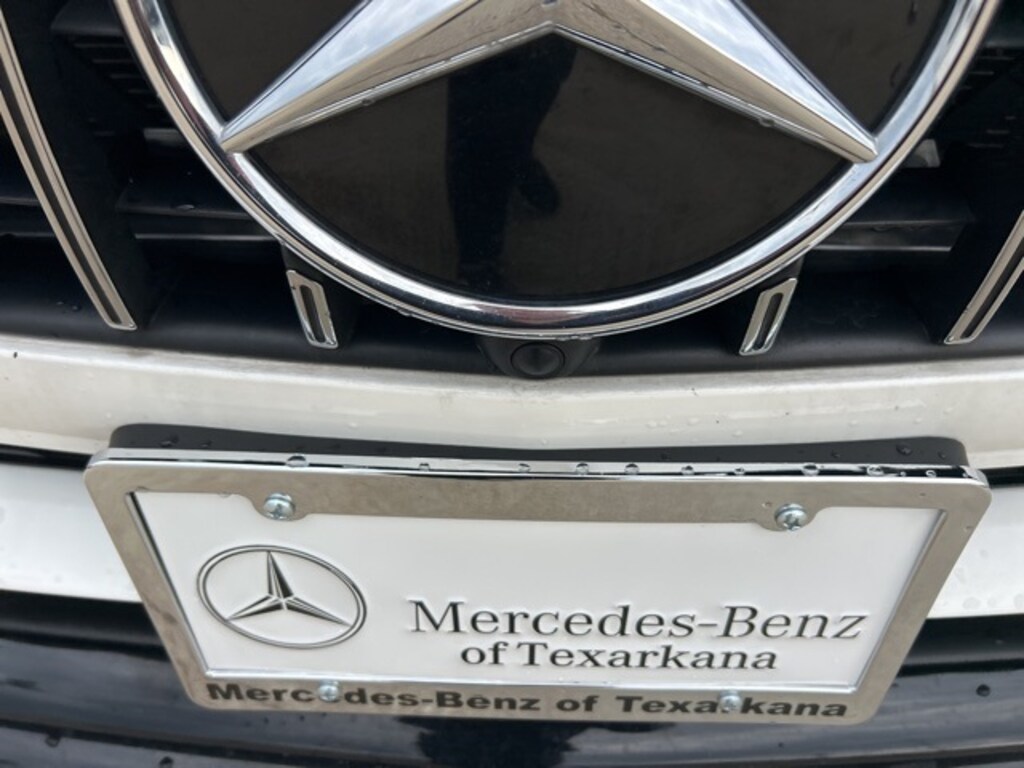 Mercedes-Benz
of Texarkana
Mercedes-Benz of Texarkana